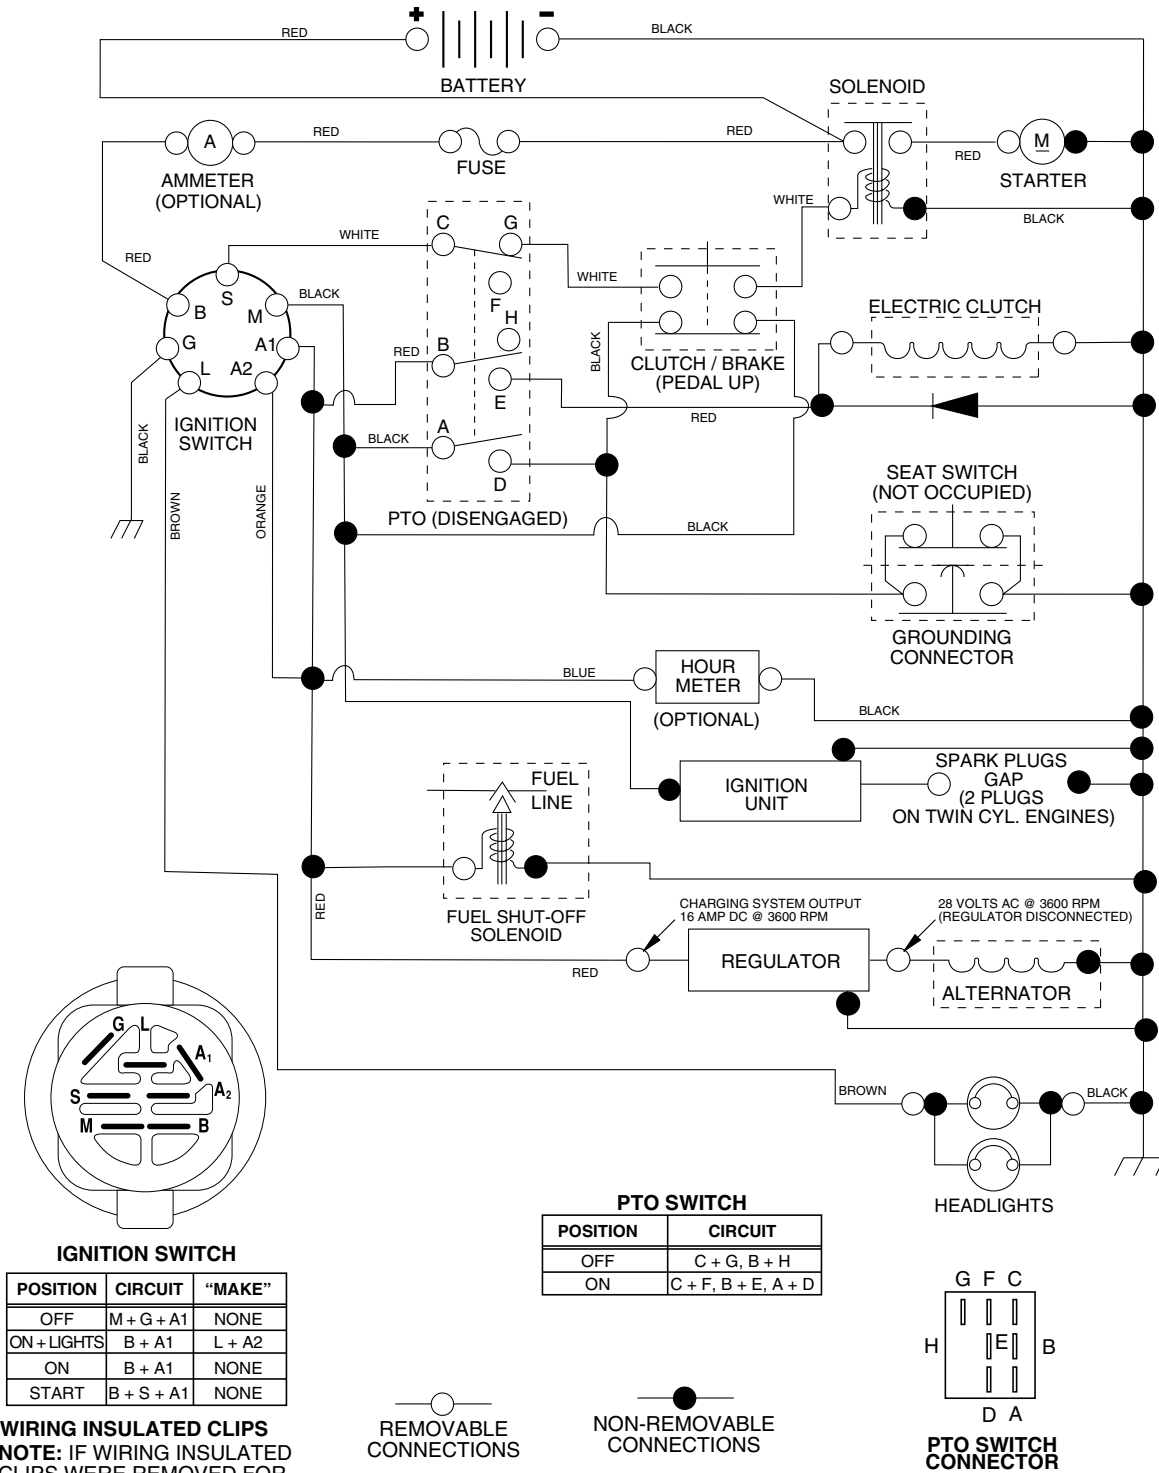 + -
RED
BLACK
BATTERY
SOLENOID
A
RED
RED
RED
M
AMMETER
(OPTIONAL)
FUSE
STARTER
WHITE
BLACK
C G
WHITE
RED
S
WHITE
F
B
M
BLACK
H
ELECTRIC CLUTCH
G
A1
RED
B
BLACK
CLUTCH / BRAKE
(PEDAL UP)
L A2
E
RED
IGNITION
SWITCH
BLACK
BLACK
A
D
SEAT SWITCH
(NOT OCCUPIED)
BROWN
ORANGE
PTO (DISENGAGED)
BLACK
GROUNDING
CONNECTOR
BLUE
HOUR
METER
(OPTIONAL)
BLACK
FUEL
LINE
IGNITION
UNIT
SPARK PLUGS
GAP
(2 PLUGS
ON TWIN CYL. ENGINES)
RED
FUEL SHUT-OFF
SOLENOID
CHARGING SYSTEM OUTPUT
16 AMP DC @ 3600 RPM
28 VOLTS AC @ 3600 RPM
(REGULATOR DISCONNECTED)
RED
REGULATOR
ALTERNATOR
G L
A1
S A2
M B
BROWN
BLACK
HEADLIGHTS
IGNITION SWITCH
POSITION CIRCUIT “MAKE”
OFF M + G + A1 NONE
ON + LIGHTS B + A1 L + A2
ON B + A1 NONE
START B + S + A1 NONE
PTO SWITCH
POSITION CIRCUIT
OFF C + G, B + H
ON C + F, B + E, A + D
G F C
H E B
D A
PTO SWITCH
CONNECTOR
REMOVABLE
CONNECTIONS
NON-REMOVABLE
CONNECTIONS
WIRING INSULATED CLIPS
NOTE: IF WIRING INSULATED
CLIPS WERE REMOVED FOR